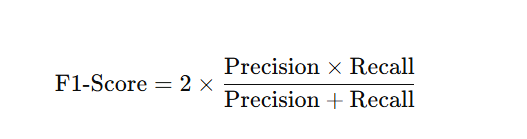 F1-Score = 2 × Precision × Recall / Precision + Recall